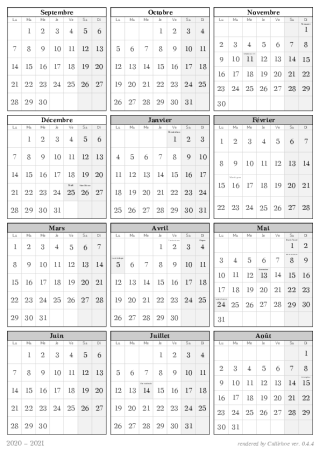 Septembre
Lu Ma Me Je Ve Sa Di
1 2 3 4 5 6
7 8 9 10 11 12 13
14 15 16 17 18 19 20
21 22 23 24 25 26 27
28 29 30
Octobre
Lu Ma Me Je Ve Sa Di
1 2 3 4
5 6 7 8 9 10 11
12 13 14 15 16 17 18
19 20 21 22 23 24 25
26 27 28 29 30 31
Novembre
Lu Ma Me Je Ve Sa Di
1
2 3 4 5 6 7 8
9 10 11 12 13 14 15
16 17 18 19 20 21 22
23 24 25 26 27 28 29
30
Décembre
Lu Ma Me Je Ve Sa Di
1 2 3 4 5 6
7 8 9 10 11 12 13
14 15 16 17 18 19 20
21 22 23 24 25 26 27
28 29 30 31
Janvier
Lu Ma Me Je Ve Sa Di
1 2 3
4 5 6 7 8 9 10
11 12 13 14 15 16 17
18 19 20 21 22 23 24
25 26 27 28 29 30 31
Février
Lu Ma Me Je Ve Sa Di
1 2 3 4 5 6 7
8 9 10 11 12 13 14
15 16 17 18 19 20 21
22 23 24 25 26 27 28
Mars
Lu Ma Me Je Ve Sa Di
1 2 3 4 5 6 7
8 9 10 11 12 13 14
15 16 17 18 19 20 21
22 23 24 25 26 27 28
29 30 31
Avril
Lu Ma Me Je Ve Sa Di
1 2 3 4
5 6 7 8 9 10 11
12 13 14 15 16 17 18
19 20 21 22 23 24 25
26 27 28 29 30
Mai
Lu Ma Me Je Ve Sa Di
1 2
3 4 5 6 7 8 9
10 11 12 13 14 15 16
17 18 19 20 21 22 23
24 25 26 27 28 29 30
31
Juin
Lu Ma Me Je Ve Sa Di
1 2 3 4 5 6
7 8 9 10 11 12 13
14 15 16 17 18 19 20
21 22 23 24 25 26 27
28 29 30
Juillet
Lu Ma Me Je Ve Sa Di
1 2 3 4
5 6 7 8 9 10 11
12 13 14 15 16 17 18
19 20 21 22 23 24 25
26 27 28 29 30 31
Août
Lu Ma Me Je Ve Sa Di
1
2 3 4 5 6 7 8
9 10 11 12 13 14 15
16 17 18 19 20 21 22
23 24 25 26 27 28 29
30 31
2020 – 2021
rendered by Callibre ver. 0.4.4